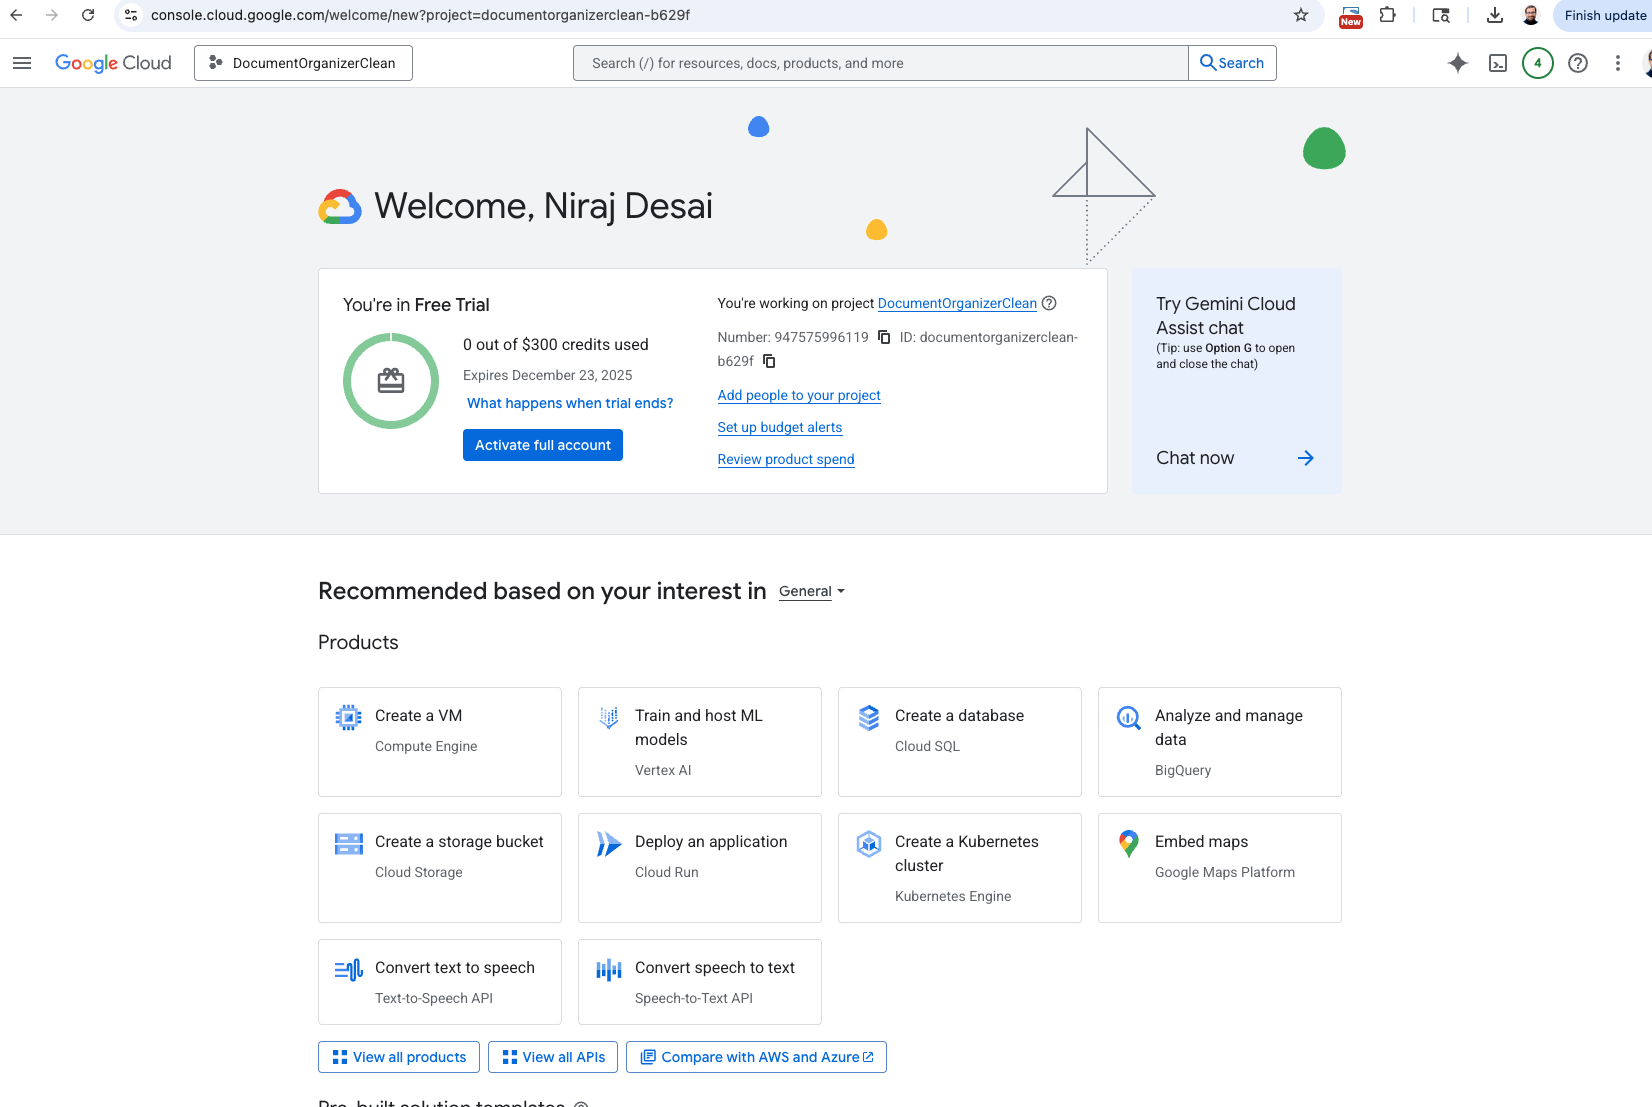 console.cloud.google.com/welcome/new?project=documentorganizerclean-b629f
New
Finish update
Google Cloud
DocumentOrganizerClean
Search (/) for resources, docs, products, and more
Search
4
Welcome, Niraj Desai
You're in Free Trial
0 out of $300 credits used
Expires December 23, 2025
What happens when trial ends?
Activate full account
You're working on project DocumentOrganizerClean
Number: 947575996119 ID: documentorganizerclean-
b629f
Add people to your project
Set up budget alerts
Review product spend
Try Gemini Cloud
Assist chat
(Tip: use Option G to open
and close the chat)
Chat now
Recommended based on your interest in General
Products
Create a VM
Compute Engine
Train and host ML
models
Vertex AI
Create a database
Cloud SQL
Analyze and manage
data
BigQuery
Create a storage bucket
Cloud Storage
Deploy an application
Cloud Run
Create a Kubernetes
cluster
Kubernetes Engine
Embed maps
Google Maps Platform
Convert text to speech
Text-to-Speech API
Convert speech to text
Speech-to-Text API
View all products
View all APIs
Compare with AWS and Azure
Pre-built solution templates